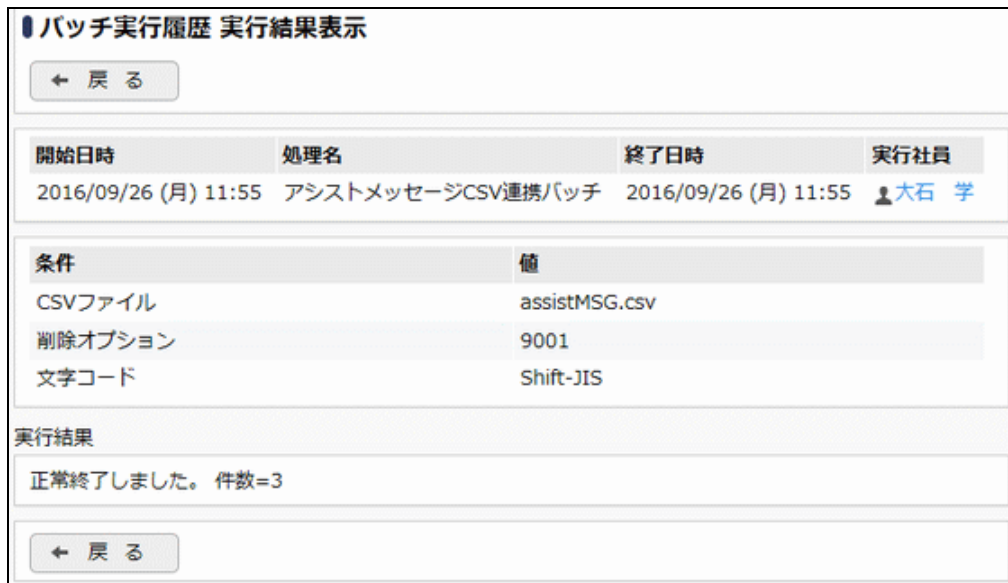 バッチ実行履歴 実行結果表示
← 戻 る
開始日時 処理名 終了日時 実行社員
2016/09/26 (月) 11:55 アシストメッセージCSV連携バッチ 2016/09/26 (月) 11:55 大石 学
条件 値
CSVファイル assistMSG.csv
削除オプション 9001
文字コード Shift-JIS
実行結果
正常終了しました。 件数=3
← 戻 る